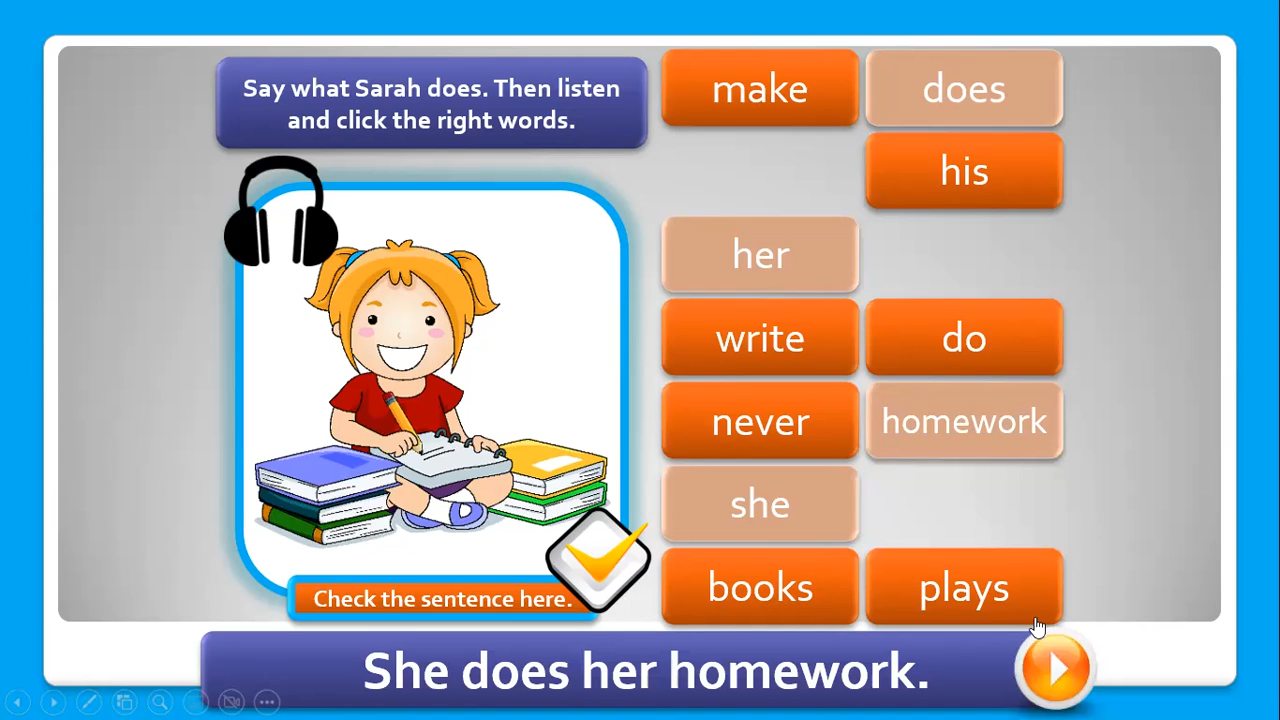 Say what Sarah does. Then listen
and click the right words.
make
does
his
her
write
do
never
homework
she
books
plays
Check the sentence here.
She does her homework.